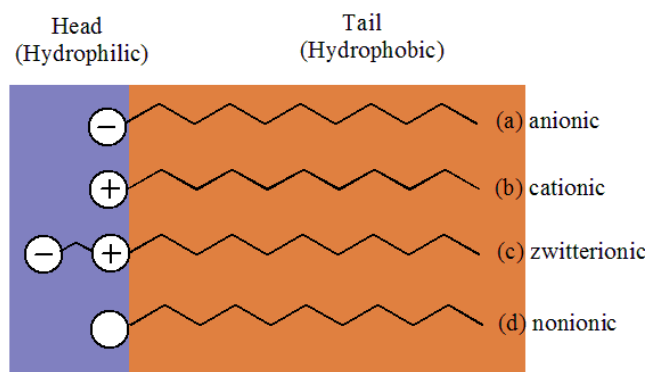 Head
(Hydrophilic)
Tail
(Hydrophobic)
− (a) anionic
+ (b) cationic
− + (c) zwitterionic
(d) nonionic